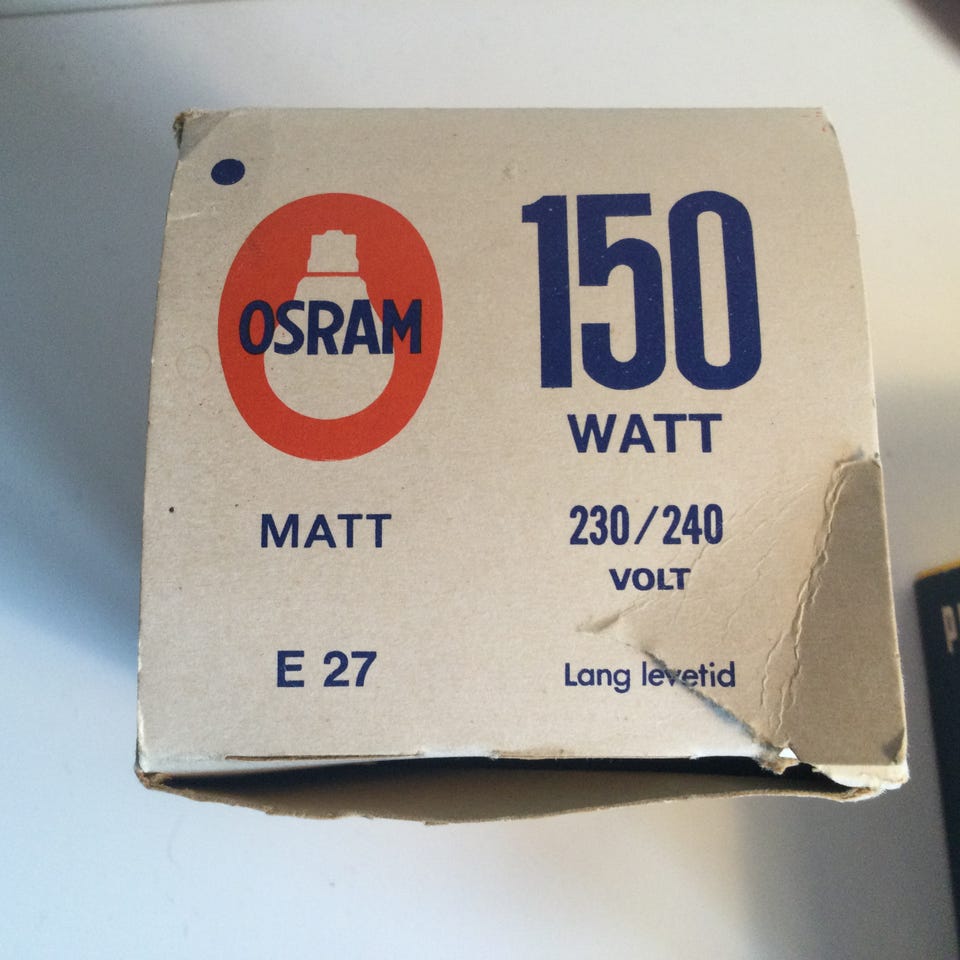 OSRAM
150
WATT
MATT
230/240
VOLT
E 27
Lang levetid